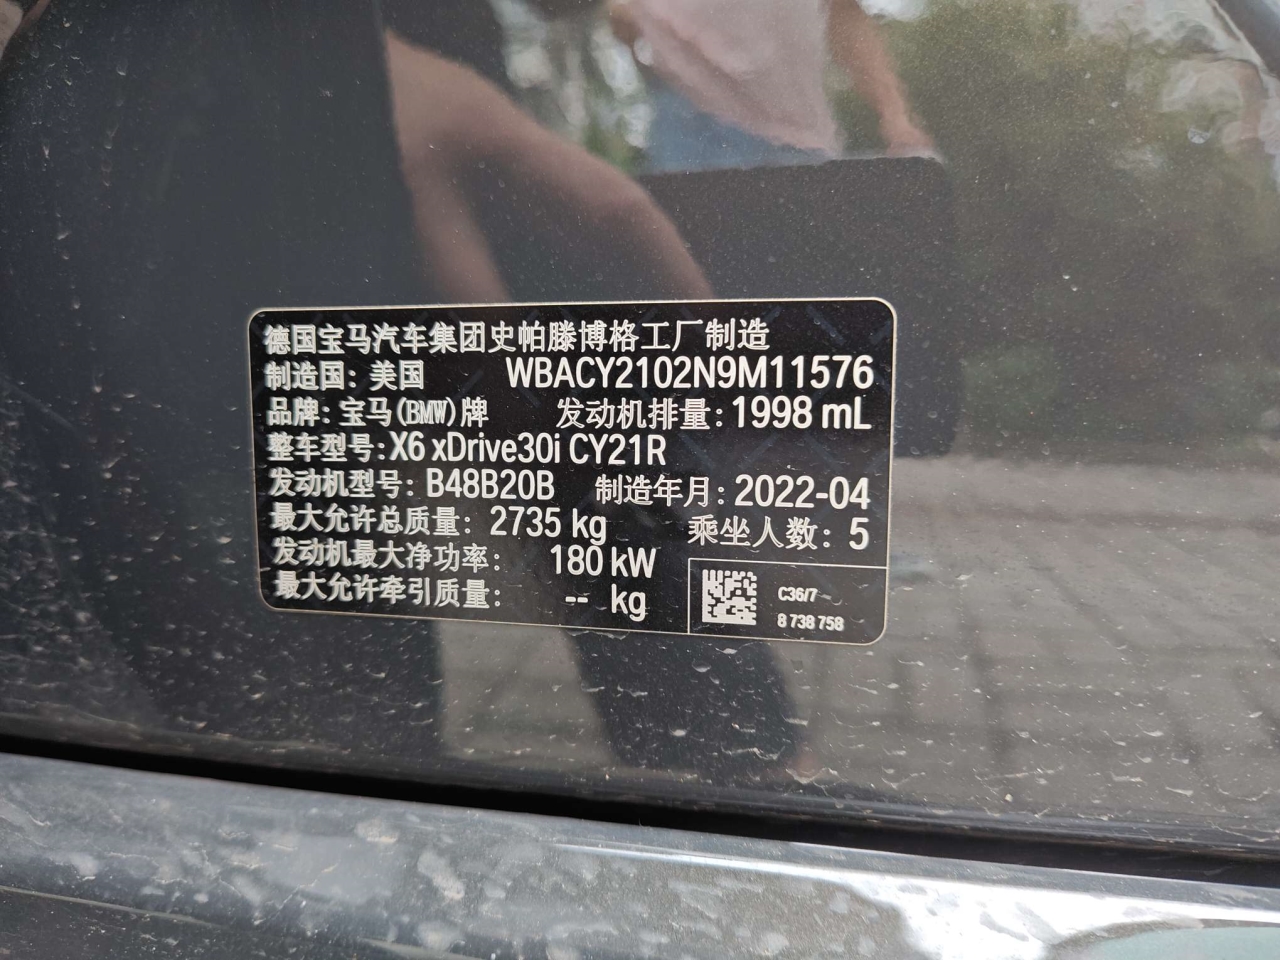 德国宝马汽车集团史帕滕博格工厂制造
制造国: 美国 WBACY2102N9M11576
品牌: 宝马(BMW)牌 发动机排量: 1998 mL
整车型号: X6 xDrive30i CY21R
发动机型号: B48B20B 制造年月: 2022-04
最大允许总质量: 2735 kg 乘坐人数: 5
发动机最大净功率: 180 kW
最大允许牵引质量: -- kg
C36/7
8 738 758